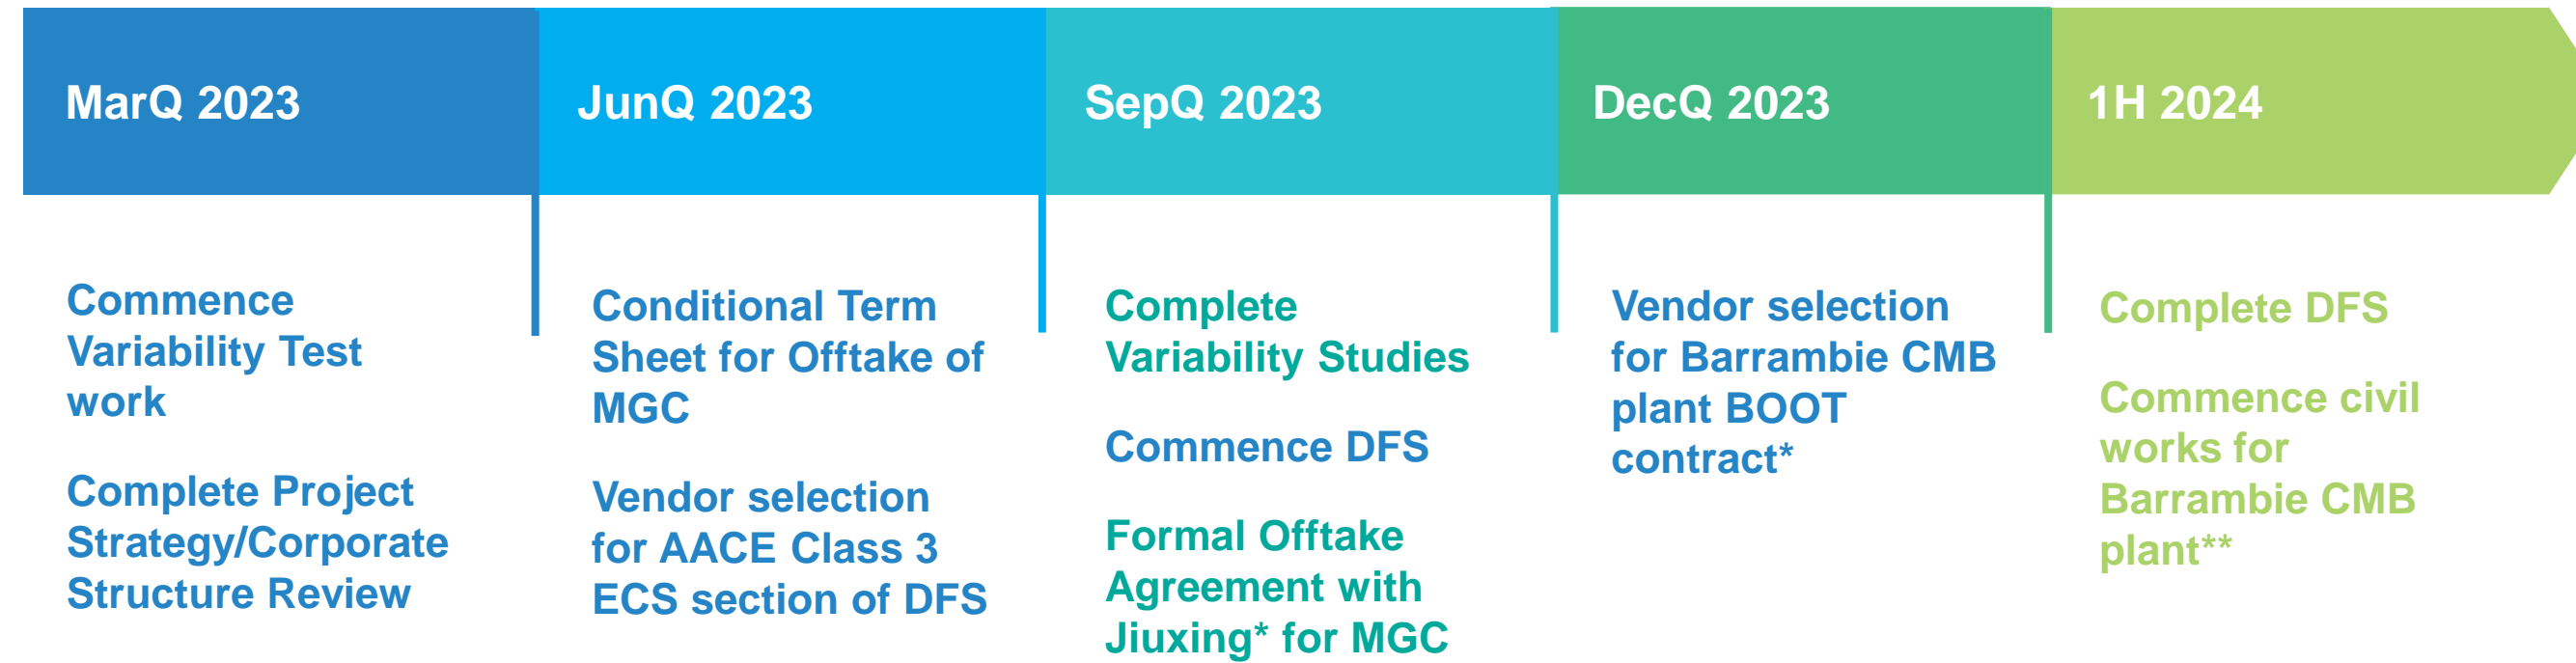 MarQ 2023
JunQ 2023
SepQ 2023
DecQ 2023
1H 2024
Commence
Variability Test
work
Complete Project
Strategy/Corporate
Structure Review
Conditional Term
Sheet for Offtake of
MGC
Vendor selection
for AACE Class 3
ECS section of DFS
Complete
Variability Studies
Commence DFS
Formal Offtake
Agreement with
Jiuxing* for MGC
Vendor selection
for Barrambie CMB
plant BOOT
contract*
Complete DFS
Commence civil
works for
Barrambie CMB
plant**